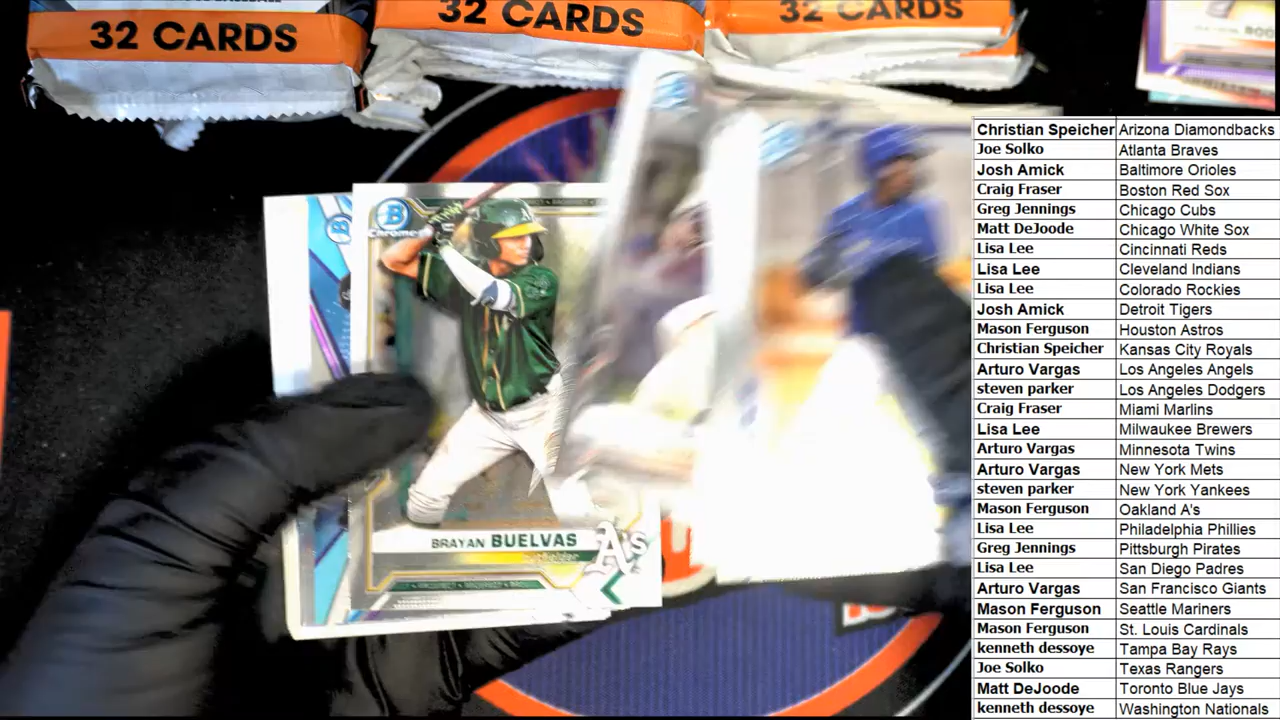 32 CARDS
32 CARDS
32 CARDS
B
Chrome
BRAYAN BUELVAS
A's
Christian Speicher Arizona Diamondbacks
Joe Solko Atlanta Braves
Josh Amick Baltimore Orioles
Craig Fraser Boston Red Sox
Greg Jennings Chicago Cubs
Matt DeJoode Chicago White Sox
Lisa Lee Cincinnati Reds
Lisa Lee Cleveland Indians
Lisa Lee Colorado Rockies
Josh Amick Detroit Tigers
Mason Ferguson Houston Astros
Christian Speicher Kansas City Royals
Arturo Vargas Los Angeles Angels
steven parker Los Angeles Dodgers
Craig Fraser Miami Marlins
Lisa Lee Milwaukee Brewers
Arturo Vargas Minnesota Twins
Arturo Vargas New York Mets
steven parker New York Yankees
Mason Ferguson Oakland A's
Lisa Lee Philadelphia Phillies
Greg Jennings Pittsburgh Pirates
Lisa Lee San Diego Padres
Arturo Vargas San Francisco Giants
Mason Ferguson Seattle Mariners
Mason Ferguson St. Louis Cardinals
kenneth dessoye Tampa Bay Rays
Joe Solko Texas Rangers
Matt DeJoode Toronto Blue Jays
kenneth dessoye Washington Nationals